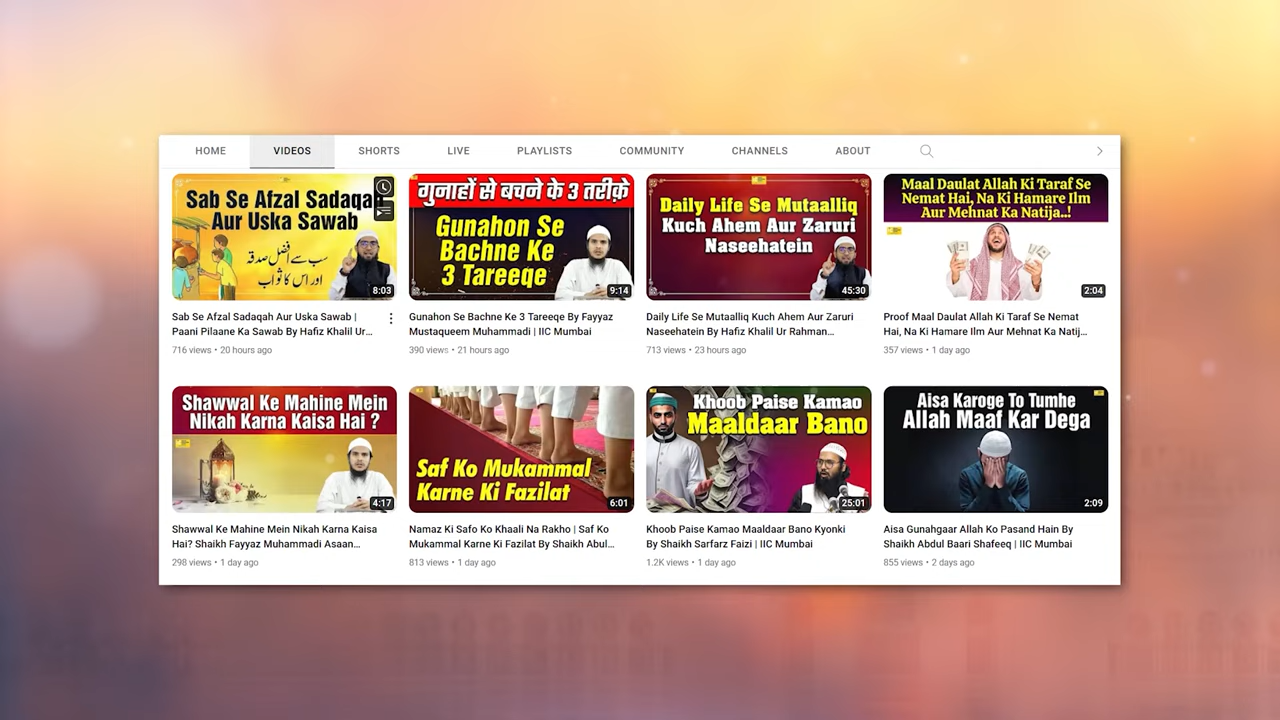 HOME
VIDEOS
SHORTS
LIVE
PLAYLISTS
COMMUNITY
CHANNELS
ABOUT
Sab Se Afzal Sadaqah
Aur Uska Sawab
سب سے افضل صدقہ
اور اس کا ثواب
8:03
गुनाहों से बचने के 3 तरीक़े
Gunahon Se
Bachne Ke
3 Tareeqe
9:14
Daily Life Se Mutaalliq
Kuch Ahem Aur Zaruri
Naseehatein
45:30
Maal Daulat Allah Ki Taraf Se
Nemat Hai, Na Ki Hamare Ilm
Aur Mehnat Ka Natija..!
2:04
Sab Se Afzal Sadaqah Aur Uska Sawab |
Paani Pilaane Ka Sawab By Hafiz Khalil Ur...
716 views • 20 hours ago
Gunahon Se Bachne Ke 3 Tareeqe By Fayyaz
Mustaqueem Muhammadi | IIC Mumbai
390 views • 21 hours ago
Daily Life Se Mutaalliq Kuch Ahem Aur Zaruri
Naseehatein By Hafiz Khalil Ur Rahman...
713 views • 23 hours ago
Proof Maal Daulat Allah Ki Taraf Se Nemat
Hai, Na Ki Hamare Ilm Aur Mehnat Ka Natij...
357 views • 1 day ago
Shawwal Ke Mahine Mein
Nikah Karna Kaisa Hai ?
4:17
Saf Ko Mukammal
Karne Ki Fazilat
6:01
Khoob Paise Kamao
Maaldaar Bano
25:01
Aisa Karoge To Tumhe
Allah Maaf Kar Dega
2:09
Shawwal Ke Mahine Mein Nikah Karna Kaisa
Hai? Shaikh Fayyaz Muhammadi Asaan...
298 views • 1 day ago
Namaz Ki Safo Ko Khaali Na Rakho | Saf Ko
Mukammal Karne Ki Fazilat By Shaikh Abul...
813 views • 1 day ago
Khoob Paise Kamao Maaldaar Bano Kyonki
By Shaikh Sarfarz Faizi | IIC Mumbai
1.2K views • 1 day ago
Aisa Gunahgaar Allah Ko Pasand Hain By
Shaikh Abdul Baari Shafeeq | IIC Mumbai
855 views • 2 days ago